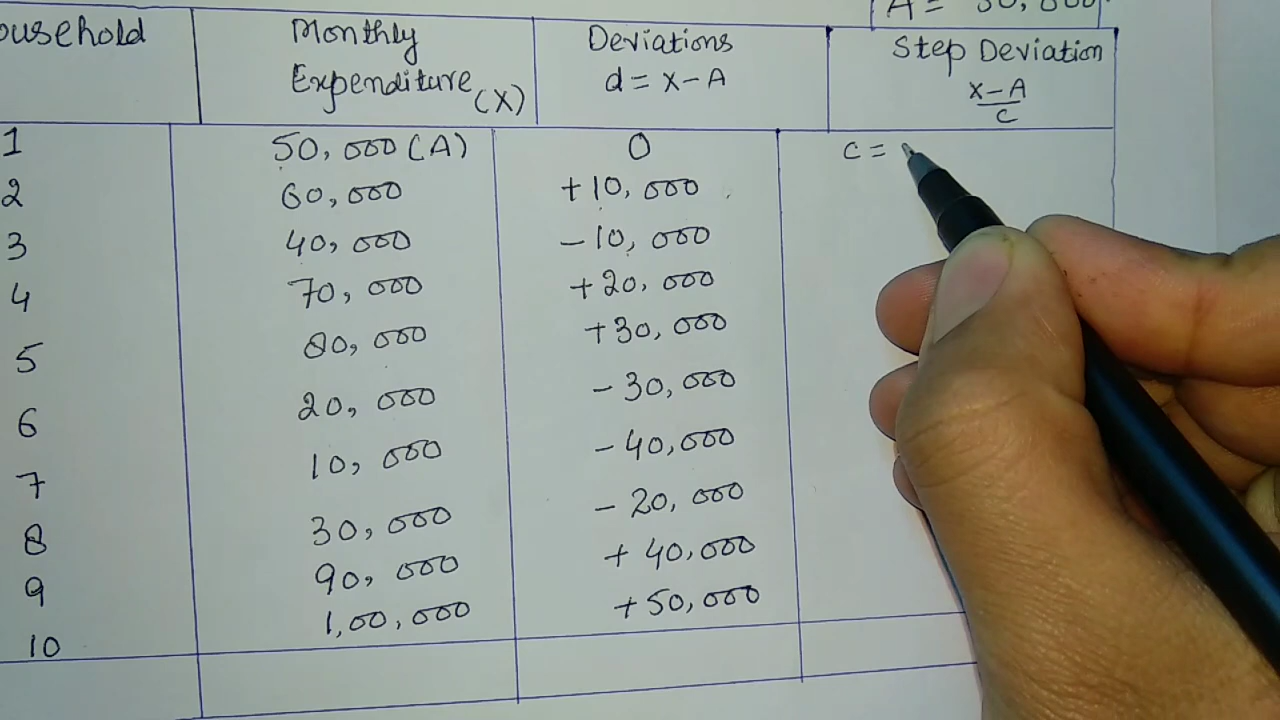 A = 50,000
ousehold Monthly Expenditure (X) Deviations d = X - A Step Deviation X-A/C
1 50,000 (A) 0 C =
2 60,000 +10,000
3 40,000 -10,000
4 70,000 +20,000
5 80,000 +30,000
6 20,000 -30,000
7 10,000 -40,000
8 30,000 -20,000
9 90,000 +40,000
10 1,00,000 +50,000